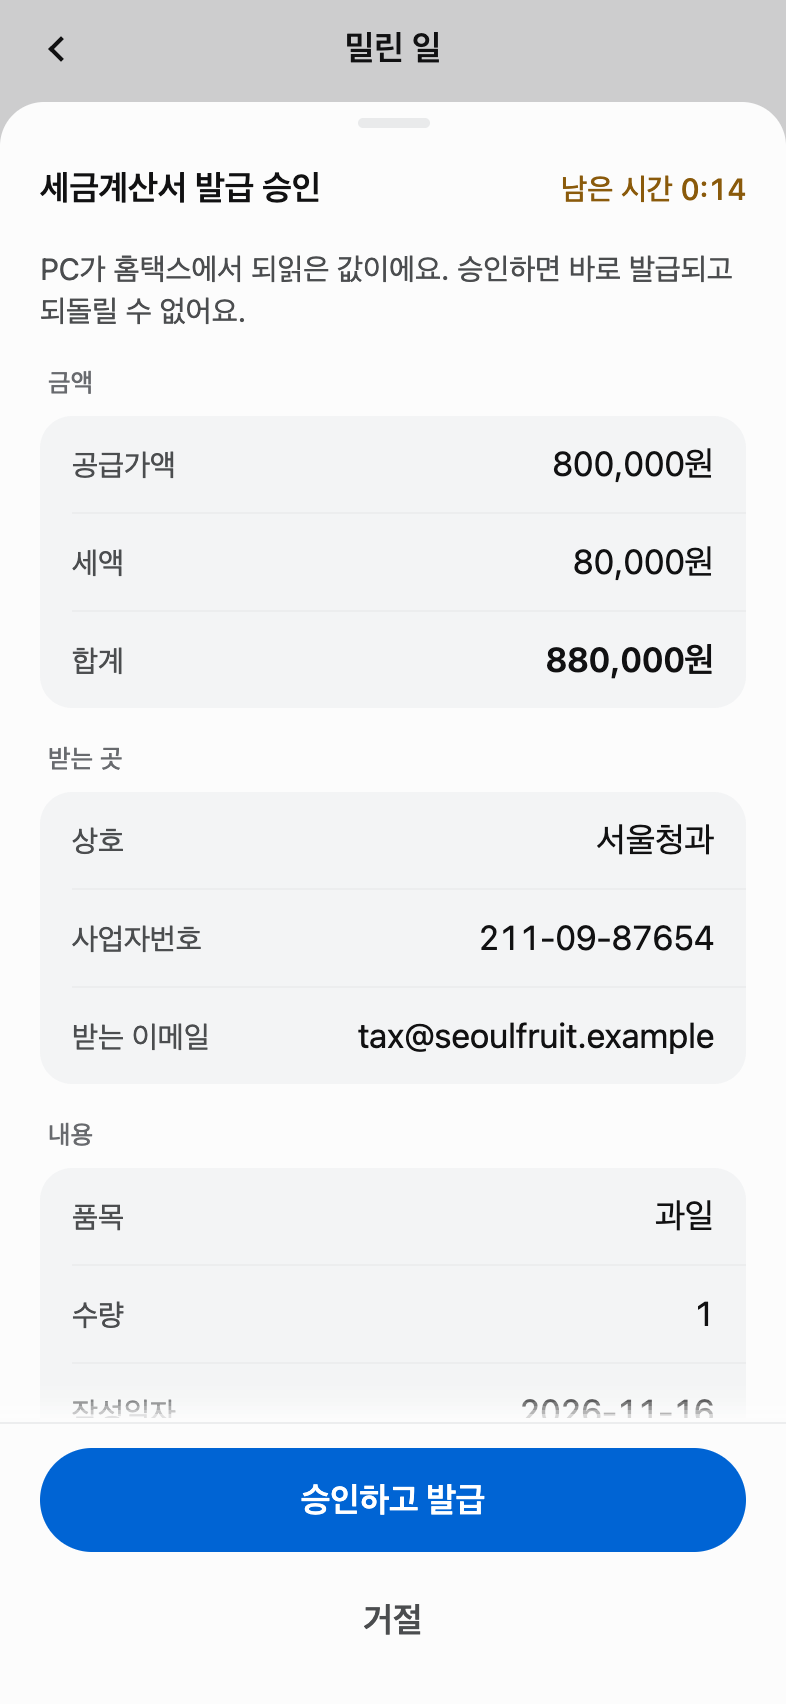 밀린 일
세금계산서 발급 승인
남은 시간 0:14
PC가 홈택스에서 되읽은 값이에요. 승인하면 바로 발급되고
되돌릴 수 없어요.
금액
공급가액 800,000원
세액 80,000원
합계 880,000원
받는 곳
상호 서울청과
사업자번호 211-09-87654
받는 이메일 tax@seoulfruit.example
내용
품목 과일
수량 1
작성일자 2026-11-16
승인하고 발급
거절